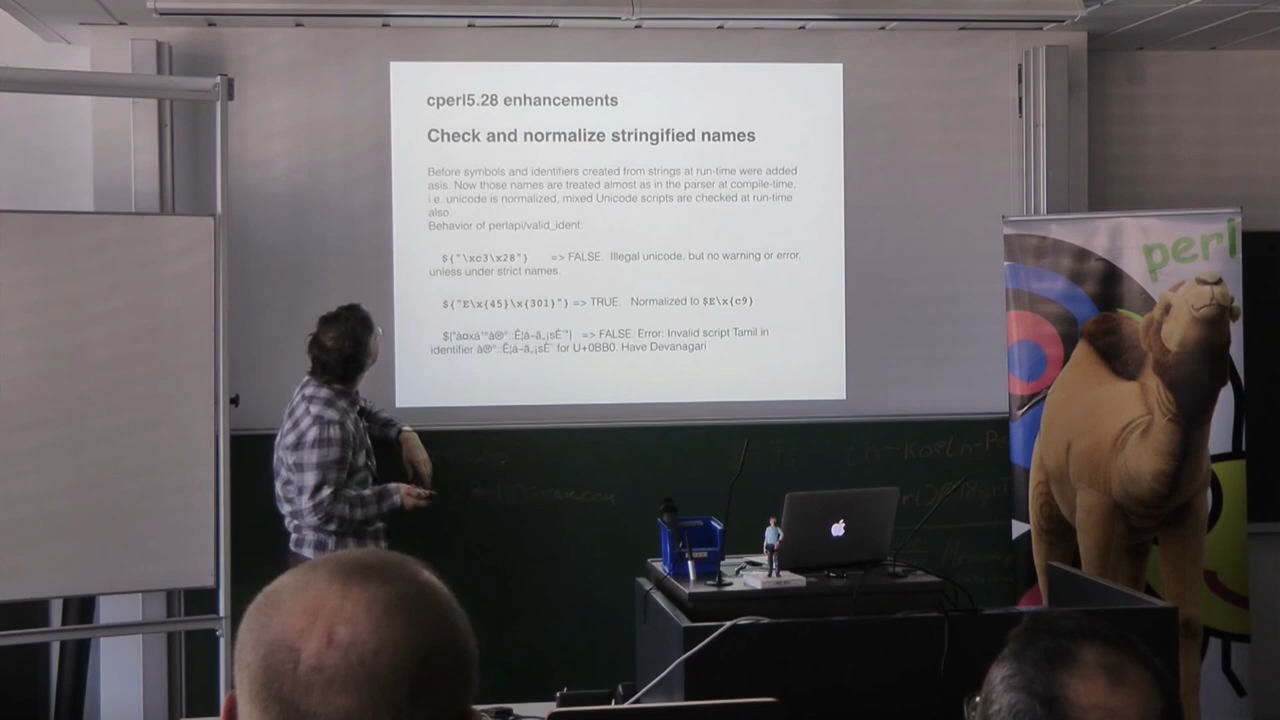 cperl5.28 enhancements
Check and normalize stringified names
Before symbols and identifiers created from strings at run-time were added
asis. Now those names are treated almost as in the parser at compile-time,
i.e. unicode is normalized, mixed Unicode scripts are checked at run-time
also.
Behavior of perlapi/valid_ident:
${"\xc3\x28"} => FALSE. Illegal unicode, but no warning or error,
unless under strict names.
${"E\x{45}\x{301}"} => TRUE. Normalized to $E\x{c9}
=> FALSE. Error: Invalid script Tamil in
identifier for U+0BB0. Have Devanagari
perl